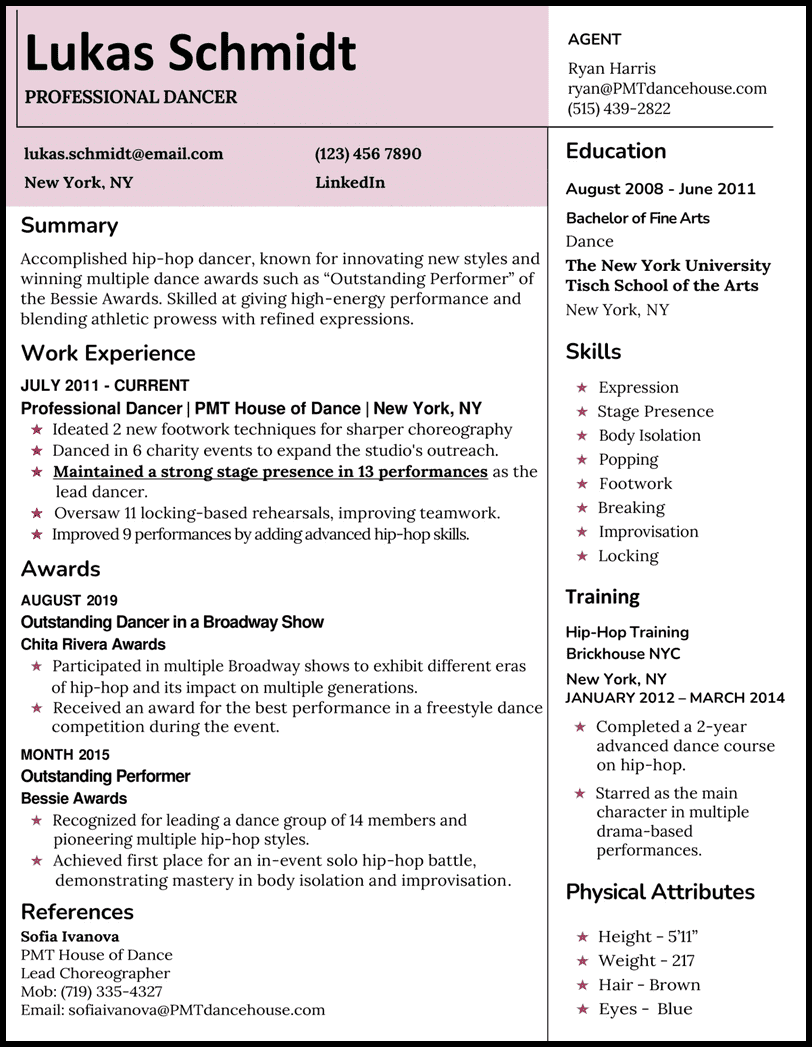 Lukas Schmidt
PROFESSIONAL DANCER
lukas.schmidt@email.com
(123) 456 7890
New York, NY
LinkedIn
Summary
Accomplished hip-hop dancer, known for innovating new styles and
winning multiple dance awards such as “Outstanding Performer” of
the Bessie Awards. Skilled at giving high-energy performance and
blending athletic prowess with refined expressions.
Work Experience
JULY 2011 - CURRENT
Professional Dancer | PMT House of Dance | New York, NY
★ Ideated 2 new footwork techniques for sharper choreography
★ Danced in 6 charity events to expand the studio's outreach.
★ Maintained a strong stage presence in 13 performances as the
lead dancer.
★ Oversaw 11 locking-based rehearsals, improving teamwork.
★ Improved 9 performances by adding advanced hip-hop skills.
Awards
AUGUST 2019
Outstanding Dancer in a Broadway Show
Chita Rivera Awards
★ Participated in multiple Broadway shows to exhibit different eras
of hip-hop and its impact on multiple generations.
★ Received an award for the best performance in a freestyle dance
competition during the event.
MONTH 2015
Outstanding Performer
Bessie Awards
★ Recognized for leading a dance group of 14 members and
pioneering multiple hip-hop styles.
★ Achieved first place for an in-event solo hip-hop battle,
demonstrating mastery in body isolation and improvisation.
References
Sofia Ivanova
PMT House of Dance
Lead Choreographer
Mob: (719) 335-4327
Email: sofiaivanova@PMTdancehouse.com
AGENT
Ryan Harris
ryan@PMTdancehouse.com
(515) 439-2822
Education
August 2008 - June 2011
Bachelor of Fine Arts
Dance
The New York University
Tisch School of the Arts
New York, NY
Skills
★ Expression
★ Stage Presence
★ Body Isolation
★ Popping
★ Footwork
★ Breaking
★ Improvisation
★ Locking
Training
Hip-Hop Training
Brickhouse NYC
New York, NY
JANUARY 2012 – MARCH 2014
★ Completed a 2-year
advanced dance course
on hip-hop.
★ Starred as the main
character in multiple
drama-based
performances.
Physical Attributes
★ Height - 5’11”
★ Weight - 217
★ Hair - Brown
★ Eyes - Blue